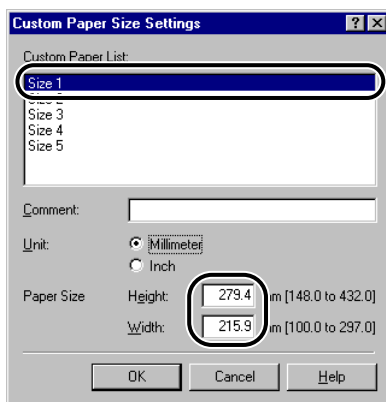 Custom Paper Size Settings
Custom Paper List:
Size 1
Size 3
Size 4
Size 5
Comment:
Unit: Millimeter
Inch
Paper Size Height: 279.4 [148.0 to 432.0]
Width: 215.9 [100.0 to 297.0]
OK Cancel Help